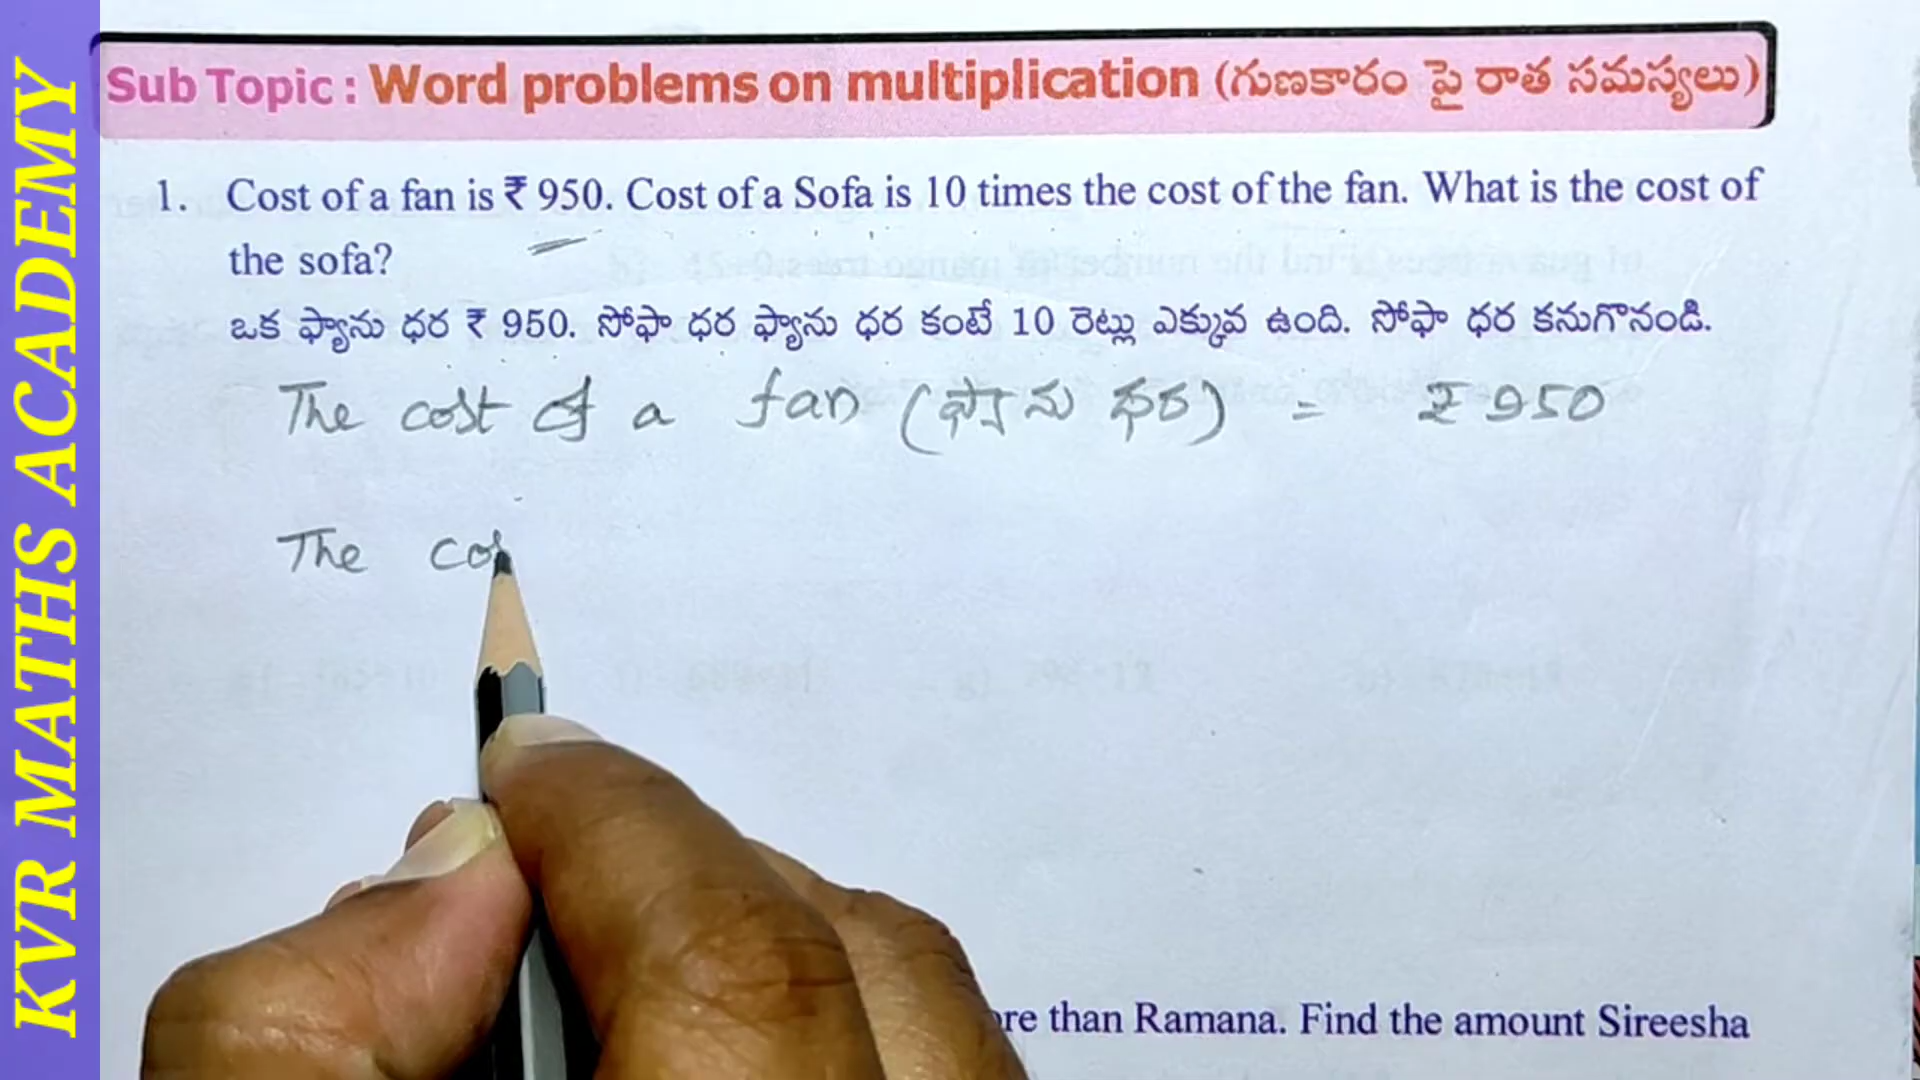 KVR MATHS ACADEMY
Sub Topic : Word problems on multiplication (గుణకారం పై రాత సమస్యలు)
1. Cost of a fan is ₹ 950. Cost of a Sofa is 10 times the cost of the fan. What is the cost of
the sofa?
ఒక ఫ్యాను ధర ₹ 950. సోఫా ధర ఫ్యాను ధర కంటే 10 రెట్లు ఎక్కువ ఉంది. సోఫా ధర కనుగొనండి.
The cost of a fan (ఫ్యాను ధర) = ₹ 950
The cos
than Ramana. Find the amount Sireesha